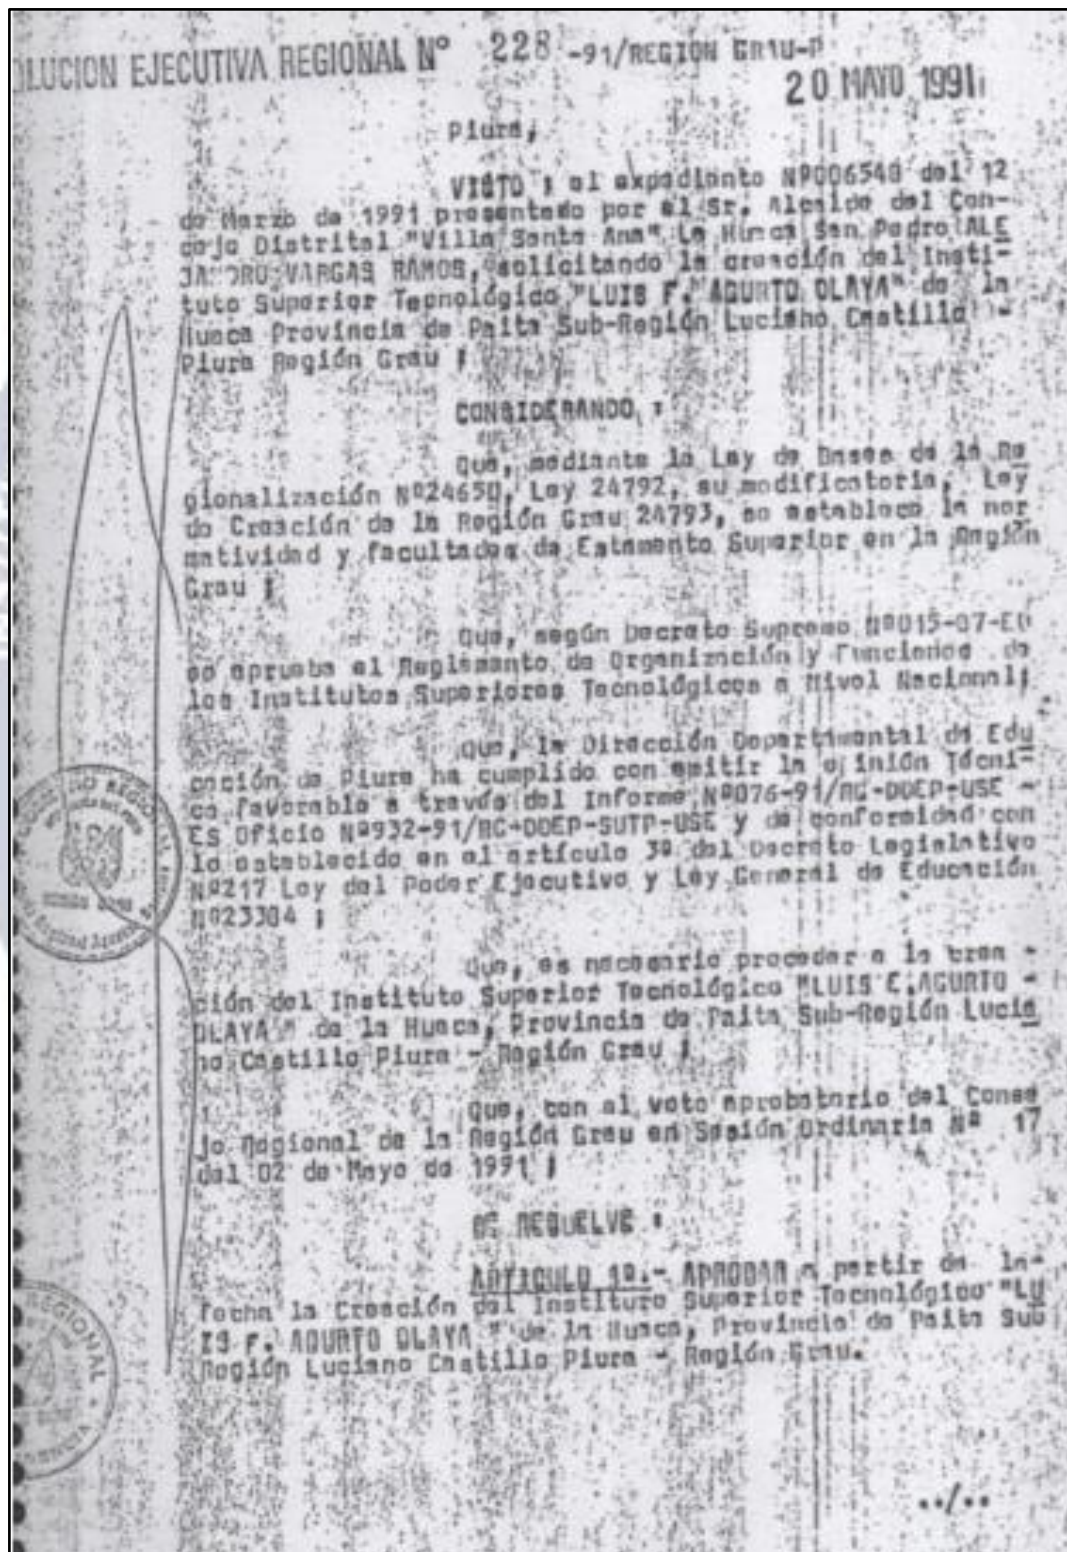 OLUCION EJECUTIVA REGIONAL N° 228 -91/REGION GRAU-P
20 MAYO 1991
Piura,
VISTO ; el expediente Nº006548 del 12
de Marzo de 1991 presentado por el Sr. Alcalde del Con-
cejo Distrital "Villa Santa Ana" La Huaca San Pedro ALE
JANDRO VARGAS RAMOS, solicitando la creación del Insti-
tuto Superior Tecnológico "LUIS F. AGURTO OLAYA" de la
Huaca Provincia de Paita Sub-Región Luciano Castillo -
Piura Región Grau ;
CONSIDERANDO :
Que, mediante la Ley de Bases de la Re
gionalización Nº24650, Ley 24792, su modificatoria, Ley
de Creación de la Región Grau 24793, se establece la nor
matividad y facultades de Estamento Superior en la Región
Grau ;
Que, según Decreto Supremo Nº015-87-ED
se aprueba el Reglamento de Organización y Funciones de
los Institutos Superiores Tecnológicos a Nivel Nacional;
Que, la Dirección Departamental de Edu
cación de Piura ha cumplido con emitir la opinión Técni-
ca favorable a través del Informe Nº076-91/RG-DDEP-USE -
ES Oficio Nº932-91/RG-DDEP-SUTP-USE y de conformidad con
lo establecido en el artículo 3º del Decreto Legislativo
Nº217 Ley del Poder Ejecutivo y Ley General de Educación
Nº23384 ;
Que, es necesario proceder a la crea -
ción del Instituto Superior Tecnológico "LUIS F. AGURTO -
OLAYA " de la Huaca, Provincia de Paita Sub-Región Lucia
no Castillo Piura - Región Grau ;
Que, con el voto aprobatorio del Conse
jo Regional de la Región Grau en Sesión Ordinaria Nº 17
del 02 de Mayo de 1991 ;
SE RESUELVE :
ARTICULO 1º.- APROBAR a partir de la-
fecha la Creación del Instituto Superior Tecnológico "LU
IS F. AGURTO OLAYA " de la Huaca, Provincia de Paita Sub
Región Luciano Castillo Piura - Región Grau.
../..
REGIONAL